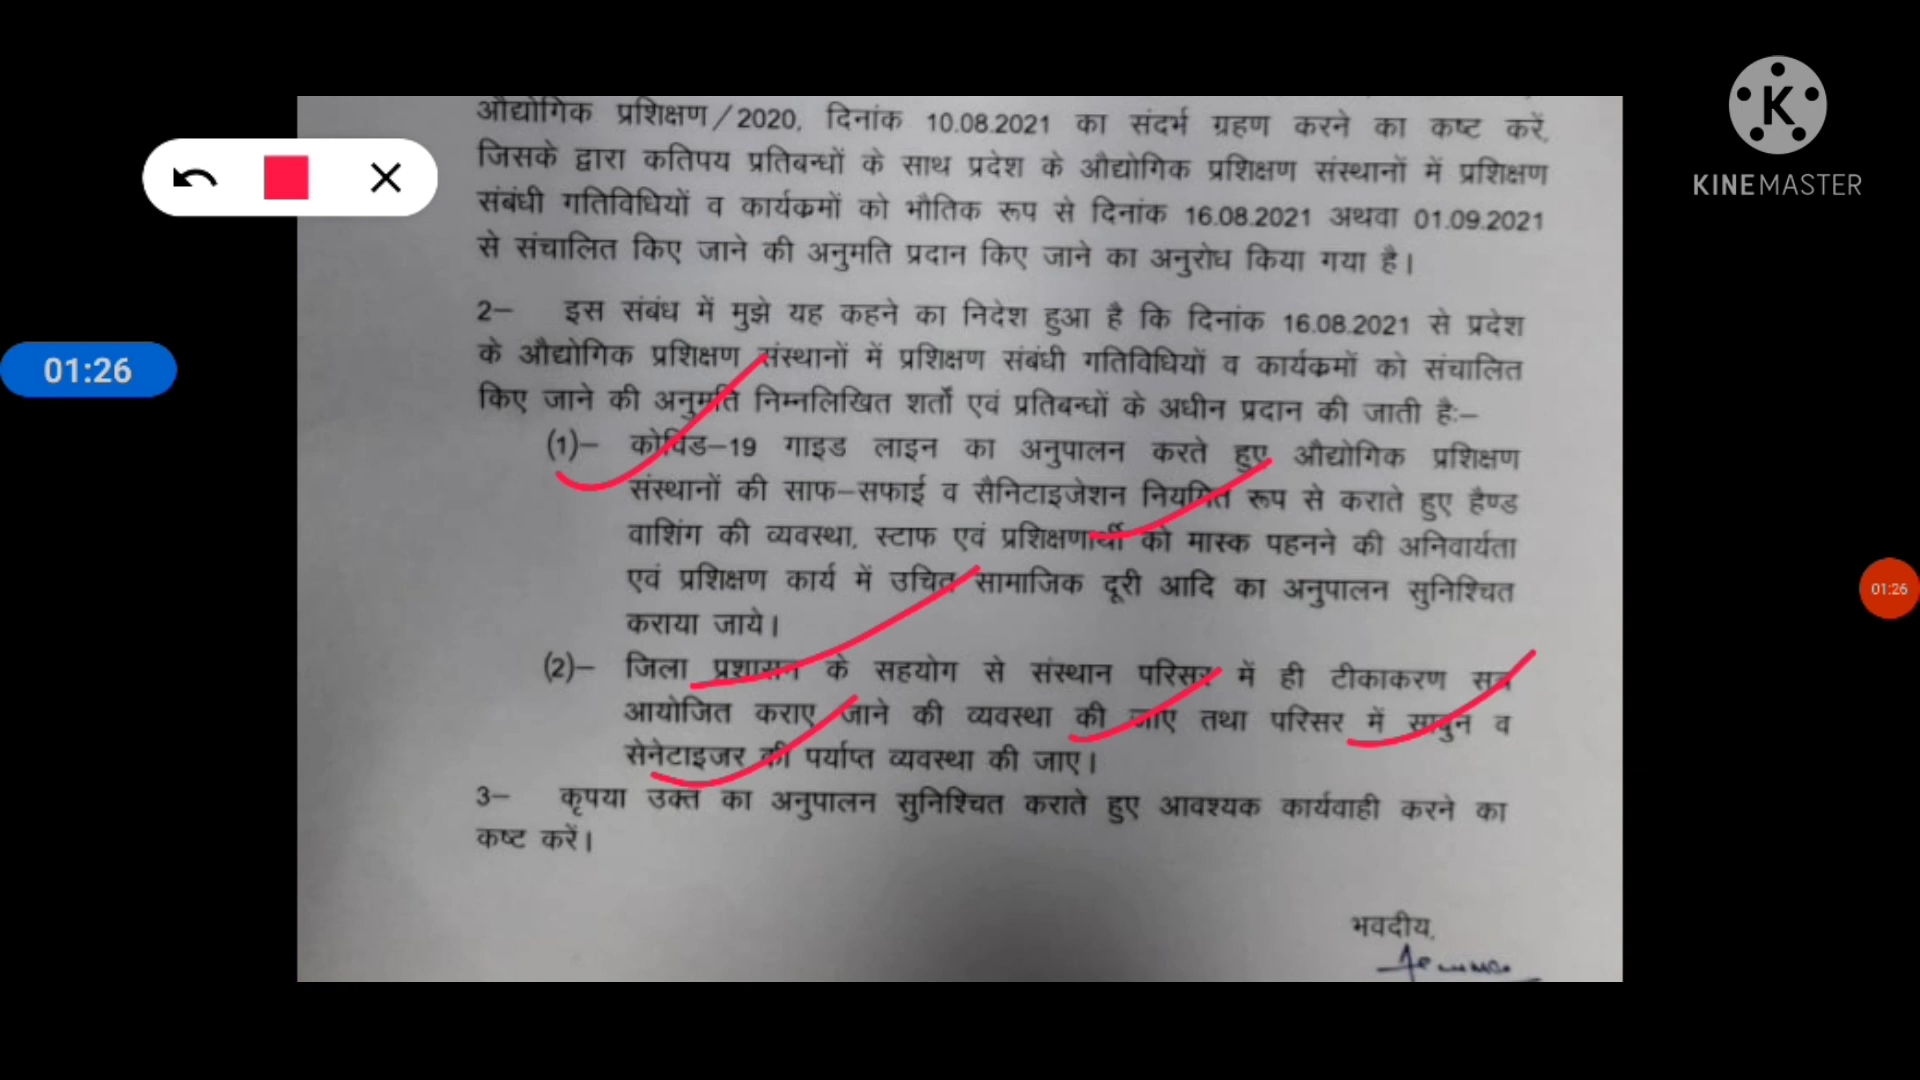 औद्योगिक प्रशिक्षण/2020, दिनांक 10.08.2021 का संदर्भ ग्रहण करने का कष्ट करें,
जिसके द्वारा कतिपय प्रतिबन्धों के साथ प्रदेश के औद्योगिक प्रशिक्षण संस्थानों में प्रशिक्षण
संबंधी गतिविधियों व कार्यकमों को भौतिक रूप से दिनांक 16.08.2021 अथवा 01.09.2021
से संचालित किए जाने की अनुमति प्रदान किए जाने का अनुरोध किया गया है।
2- इस संबंध में मुझे यह कहने का निदेश हुआ है कि दिनांक 16.08.2021 से प्रदेश
के औद्योगिक प्रशिक्षण संस्थानों में प्रशिक्षण संबंधी गतिविधियों व कार्यकमों को संचालित
किए जाने की अनुमति निम्नलिखित शर्तों एवं प्रतिबन्धों के अधीन प्रदान की जाती हैः-
(1)- कोविड-19 गाइड लाइन का अनुपालन करते हुए औद्योगिक प्रशिक्षण
संस्थानों की साफ-सफाई व सैनिटाइजेशन नियमित रूप से कराते हुए हैण्ड
वाशिंग की व्यवस्था, स्टाफ एवं प्रशिक्षणार्थी को मास्क पहनने की अनिवार्यता
एवं प्रशिक्षण कार्य में उचित सामाजिक दूरी आदि का अनुपालन सुनिश्चित
कराया जाये।
(2)- जिला प्रशासन के सहयोग से संस्थान परिसर में ही टीकाकरण सत्र
आयोजित कराए जाने की व्यवस्था की जाए तथा परिसर में साबुन व
सेनेटाइजर की पर्याप्त व्यवस्था की जाए।
3- कृपया उक्त का अनुपालन सुनिश्चित कराते हुए आवश्यक कार्यवाही करने का
कष्ट करें।
भवदीय,
01:26
01:26
K
KINEMASTER